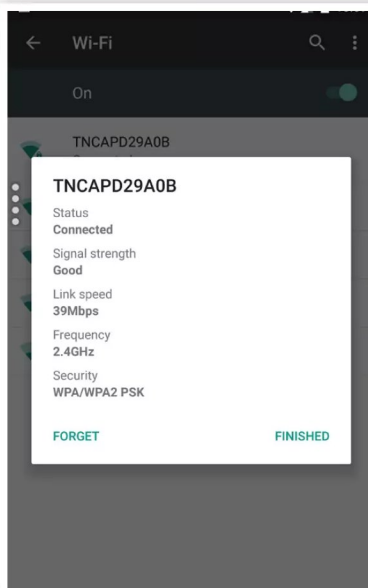 Wi-Fi
On
TNCAPD29A0B
TNCAPD29A0B
Status
Connected
Signal strength
Good
Link speed
39Mbps
Frequency
2.4GHz
Security
WPA/WPA2 PSK
FORGET
FINISHED